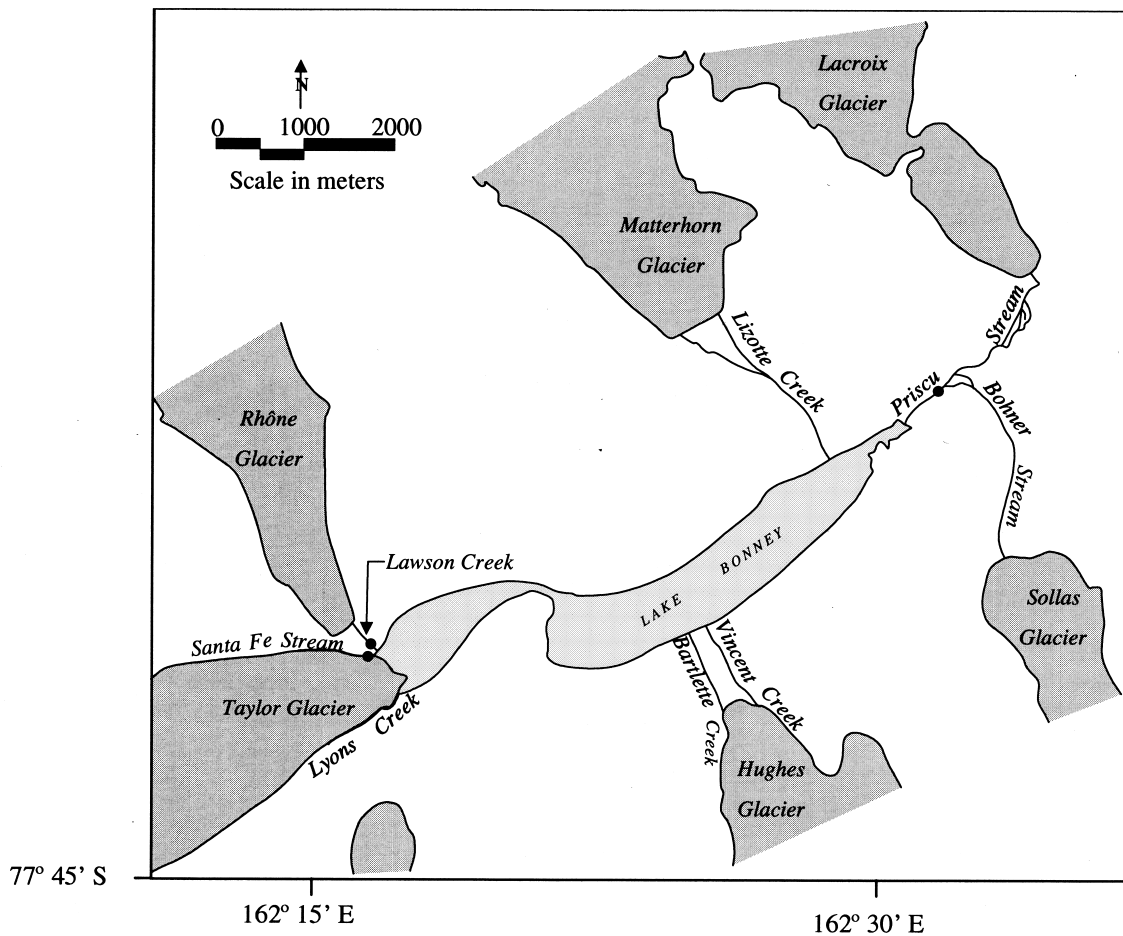 Lacroix
Glacier
N
0 1000 2000
Scale in meters
Matterhorn
Glacier
Stream
Lizotte Creek
Priscu
Bohner
Stream
Rhône
Glacier
BONNEY
LAKE
Lawson Creek
Sollas
Glacier
Santa Fe Stream
Vincent Creek
Bartlette Creek
Taylor Glacier
Lyons Creek
Hughes
Glacier
77° 45’ S
162° 15’ E
162° 30’ E